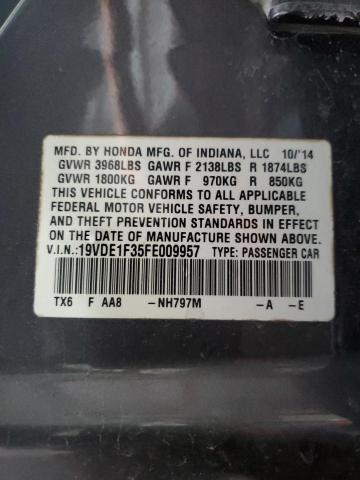 MFD. BY HONDA MFG. OF INDIANA, LLC 10/'14
GVWR 3968LBS GAWR F 2138LBS R 1874LBS
GVWR 1800KG GAWR F 970KG R 850KG
THIS VEHICLE CONFORMS TO ALL APPLICABLE
FEDERAL MOTOR VEHICLE SAFETY, BUMPER,
AND THEFT PREVENTION STANDARDS IN EFFECT
ON THE DATE OF MANUFACTURE SHOWN ABOVE.
V.I.N.:19VDE1F35FE009957 TYPE: PASSENGER CAR
TX6 F AA8 -NH797M -A -E